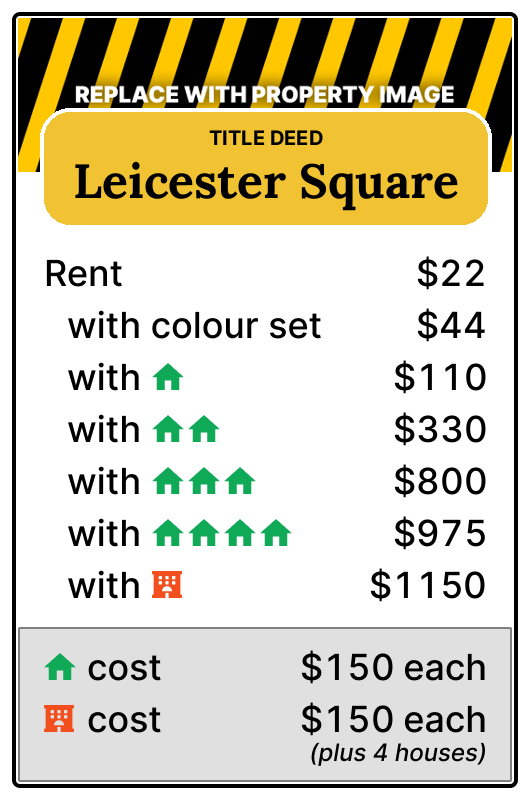 REPLACE WITH PROPERTY IMAGE
TITLE DEED
Leicester Square
Rent $22
with colour set $44
with $110
with $330
with $800
with $975
with $1150
cost $150 each
cost $150 each
(plus 4 houses)